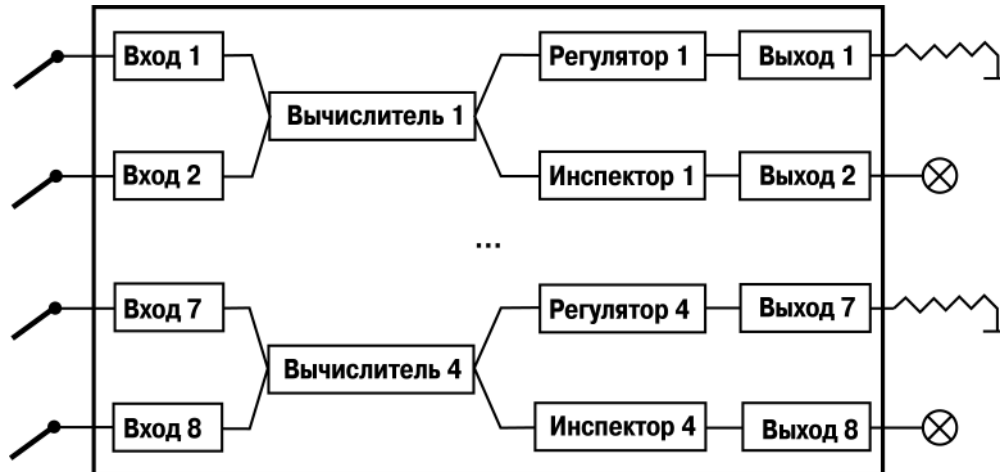 Вход 1
Регулятор 1
Выход 1
Вычислитель 1
Вход 2
Инспектор 1
Выход 2
...
Вход 7
Регулятор 4
Выход 7
Вычислитель 4
Вход 8
Инспектор 4
Выход 8